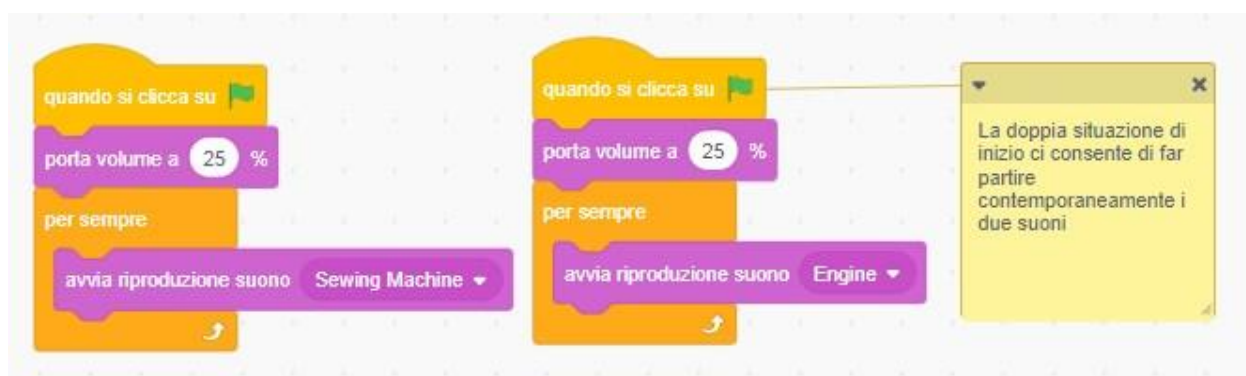 quando si clicca su
porta volume a 25 %
per sempre
avvia riproduzione suono Sewing Machine
quando si clicca su
porta volume a 25 %
per sempre
avvia riproduzione suono Engine
La doppia situazione di
inizio ci consente di far
partire
contemporaneamente i
due suoni